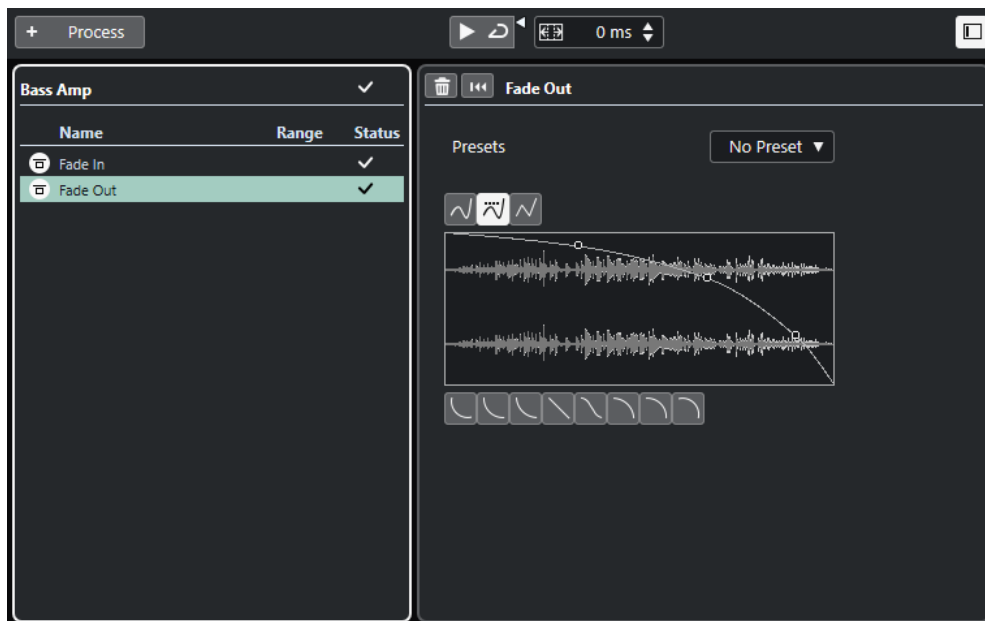 + Process
0 ms
Bass Amp
Name Range Status
Fade In
Fade Out
Fade Out
Presets
No Preset